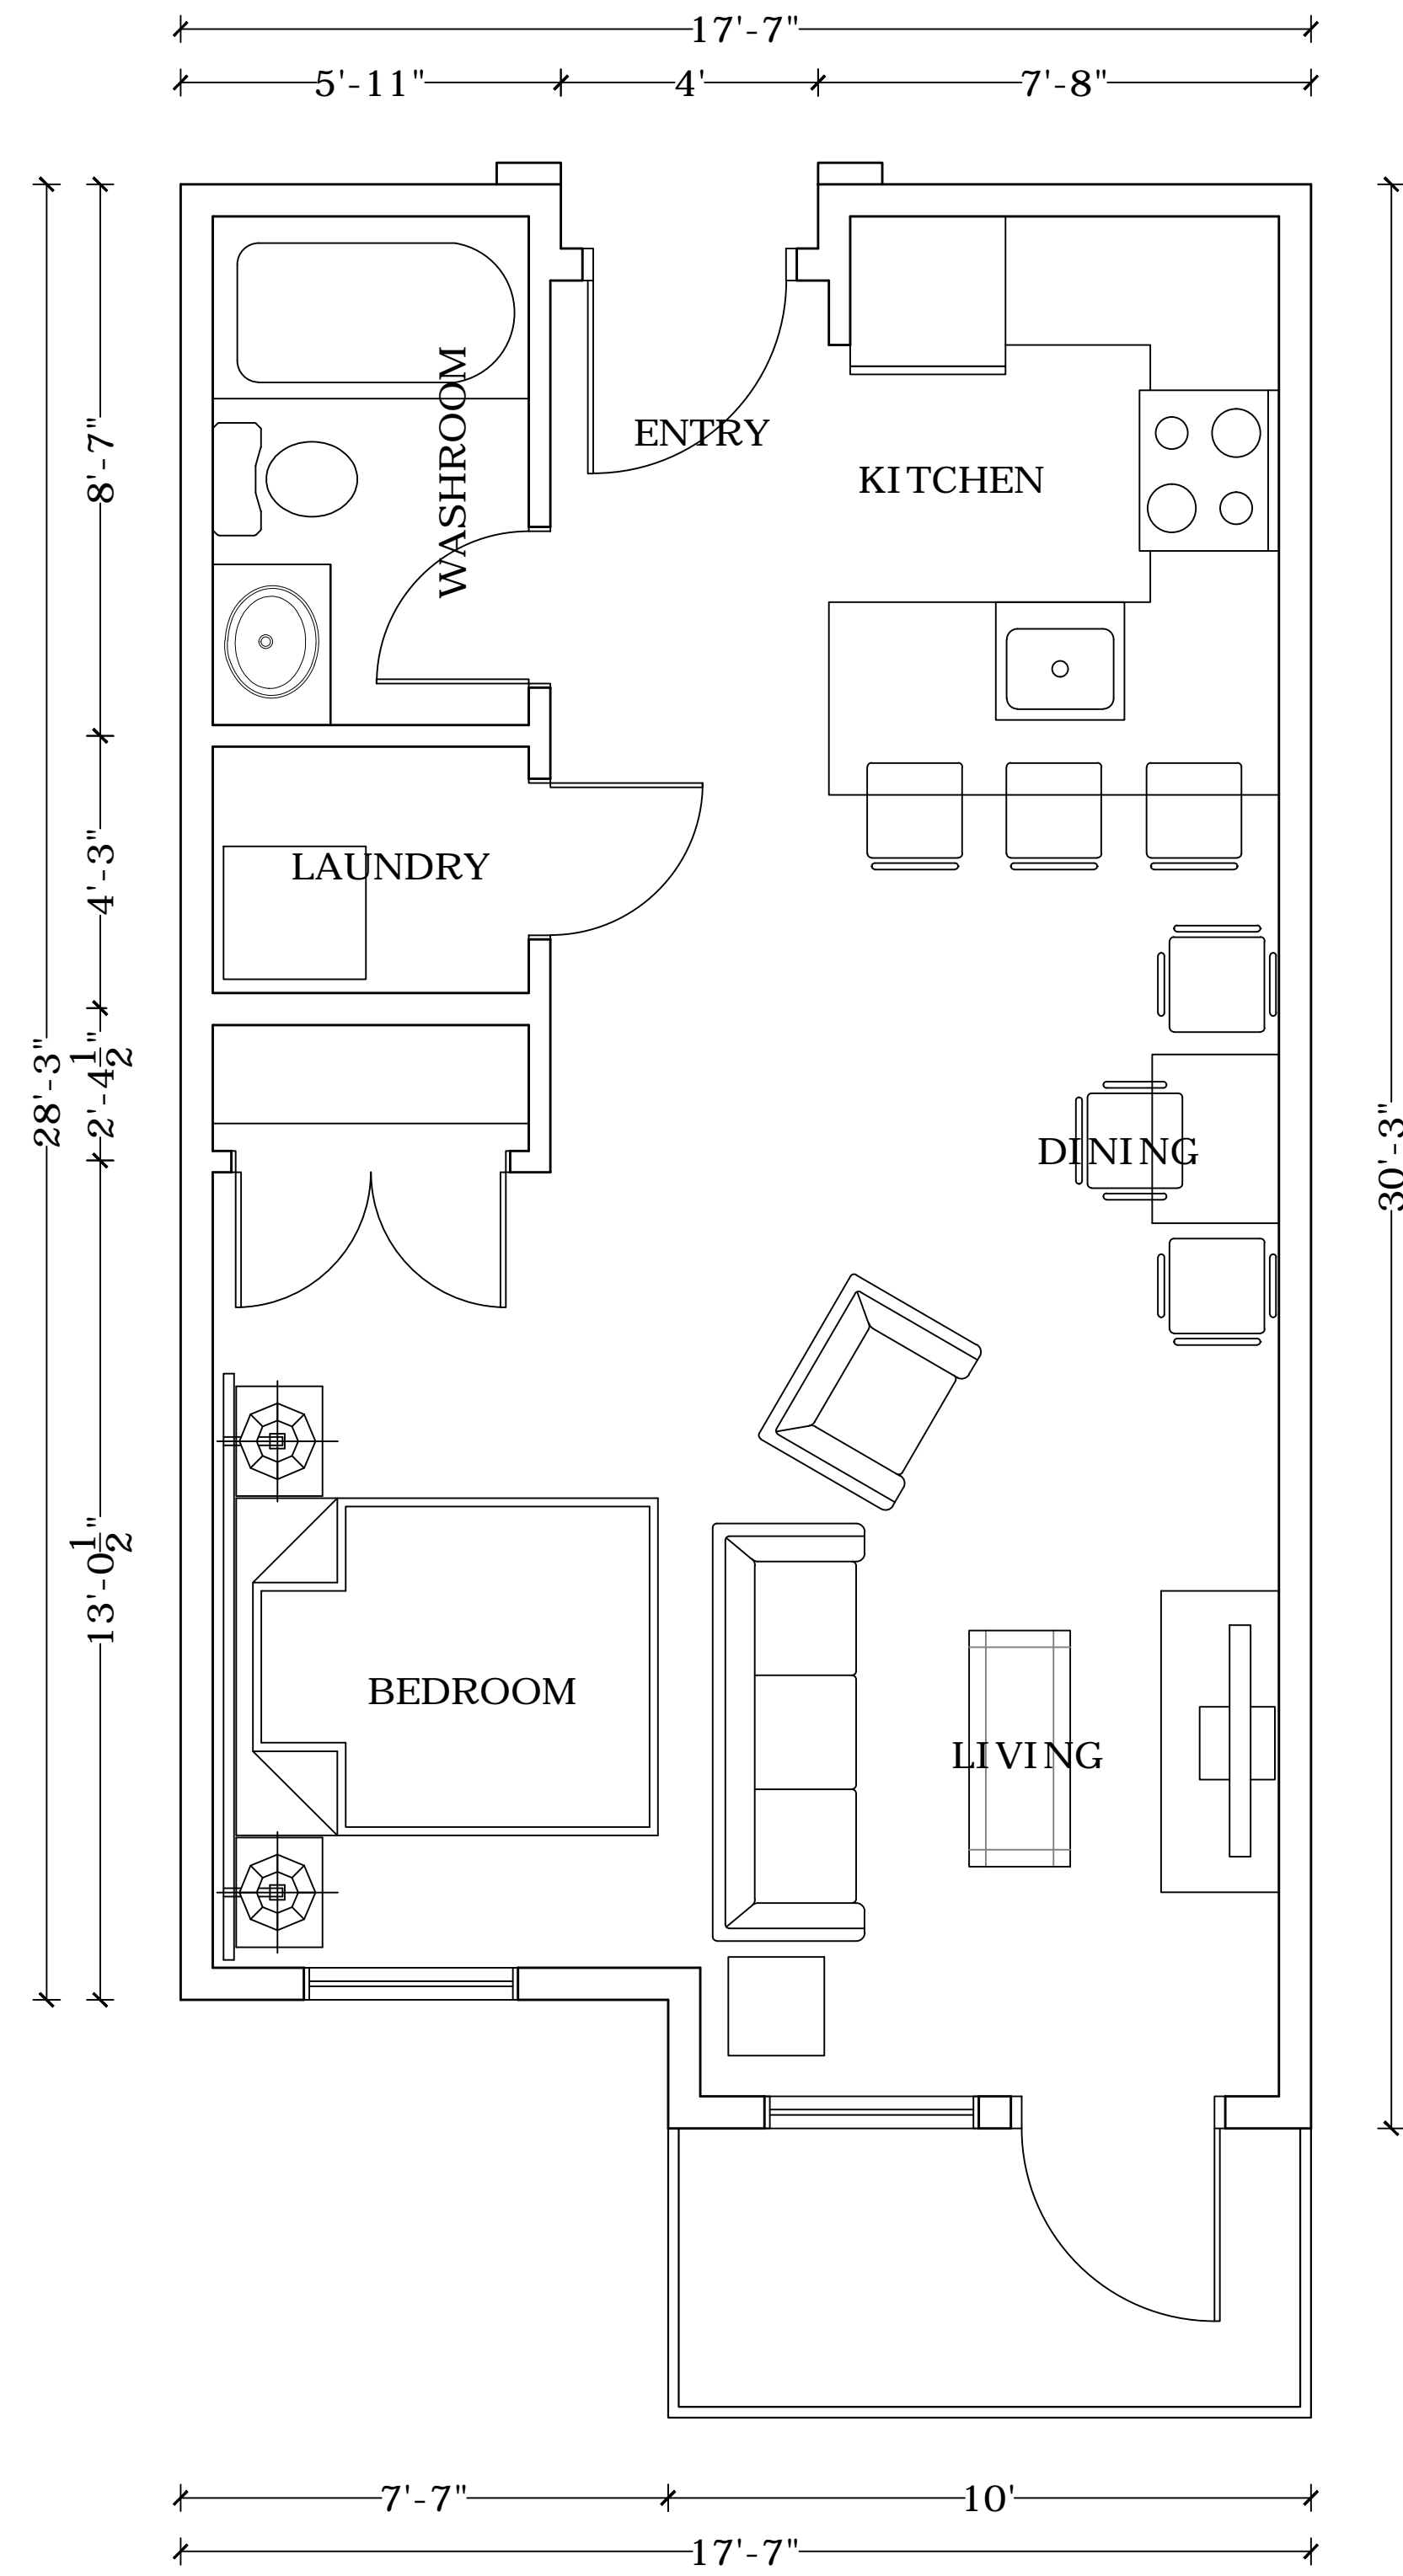 17'-7"
5'-11"
4'
7'-8"
ENTRY
WASHROOM
KITCHEN
8'-7"
LAUNDRY
4'-3"
28'-3"
2'-4 1/2"
30'-3"
DINING
13'-0 1/2"
BEDROOM
LIVING
7'-7"
10'
17'-7"